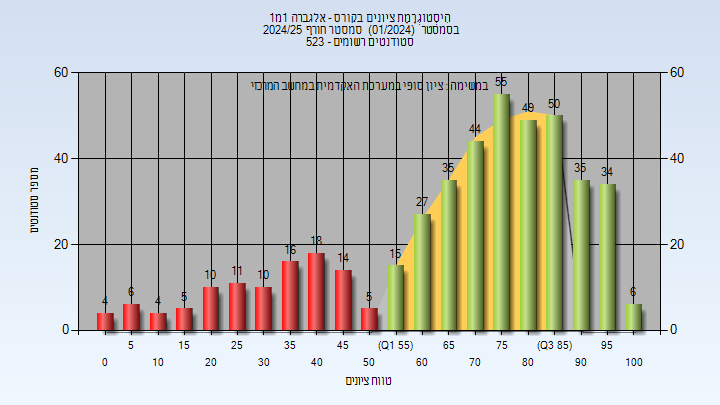 היסטוגרמת ציונים בקורס - אלגברה 1מ1
בסמסטר (01/2024) סמסטר חורף 2024/25
סטודנטים רשומים - 523
במשימה : ציון סופי במערכת האקדמית במחשב המרכזי
מספר סטודנטים
60
40
20
0
60
40
20
0
4 6 4 5 10 11 10 16 18 14 5 15 27 35 44 55 49 50 35 34 6
5 15 25 35 45 (Q1 55) 65 75 (Q3 85) 95
0 10 20 30 40 50 60 70 80 90 100
טווח ציונים